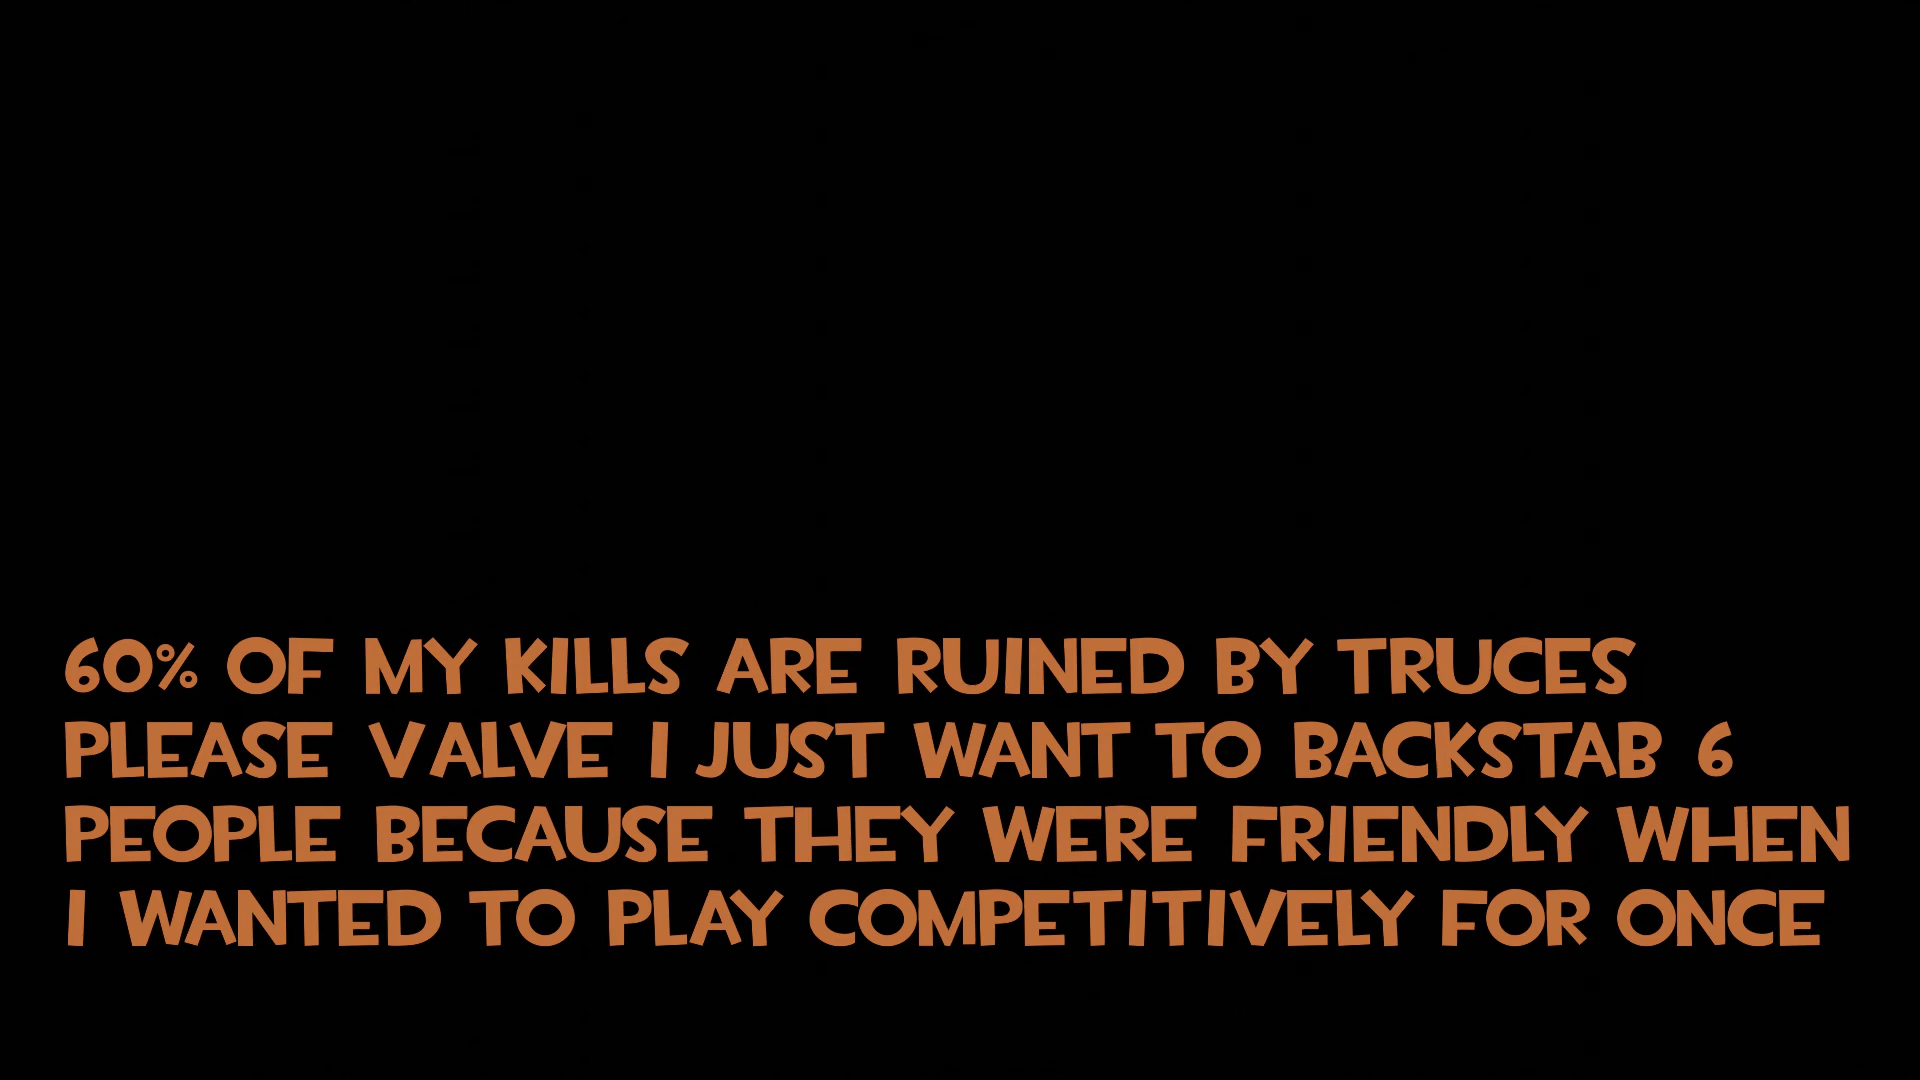 60% OF MY KILLS ARE RUINED BY TRUCES
PLEASE VALVE I JUST WANT TO BACKSTAB 6
PEOPLE BECAUSE THEY WERE FRIENDLY WHEN
I WANTED TO PLAY COMPETITIVELY FOR ONCE